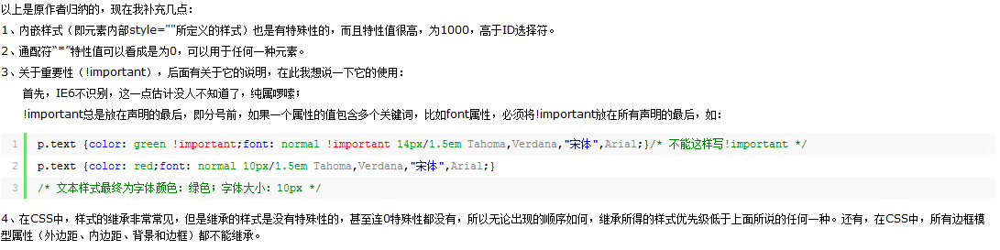 以上是原作者归纳的，现在我补充几点：
1、内嵌样式（即元素内部style=""所定义的样式）也是有特殊性的，而且特性值很高，为1000，高于ID选择符。
2、通配符“*”特性值可以看成是为0，可以用于任何一种元素。
3、关于重要性（!important），后面有关于它的说明，在此我想说一下它的使用：
首先，IE6不识别，这一点估计没人不知道了，纯属啰嗦；
!important总是放在声明的最后，即分号前，如果一个属性的值包含多个关键词，比如font属性，必须将!important放在所有声明的最后，如：
1 p.text {color: green !important;font: normal !important 14px/1.5em Tahoma,Verdana,"宋体",Arial;}/* 不能这样写!important */
2 p.text {color: red;font: normal 10px/1.5em Tahoma,Verdana,"宋体",Arial;}
3 /* 文本样式最终为字体颜色：绿色；字体大小：10px */
4、在CSS中，样式的继承非常常见，但是继承的样式是没有特殊性的，甚至连0特殊性都没有，所以无论出现的顺序如何，继承所得的样式优先级低于上面所说的任何一种。还有，在CSS中，所有边框模
型属性（外边距、内边距、背景和边框）都不能继承。